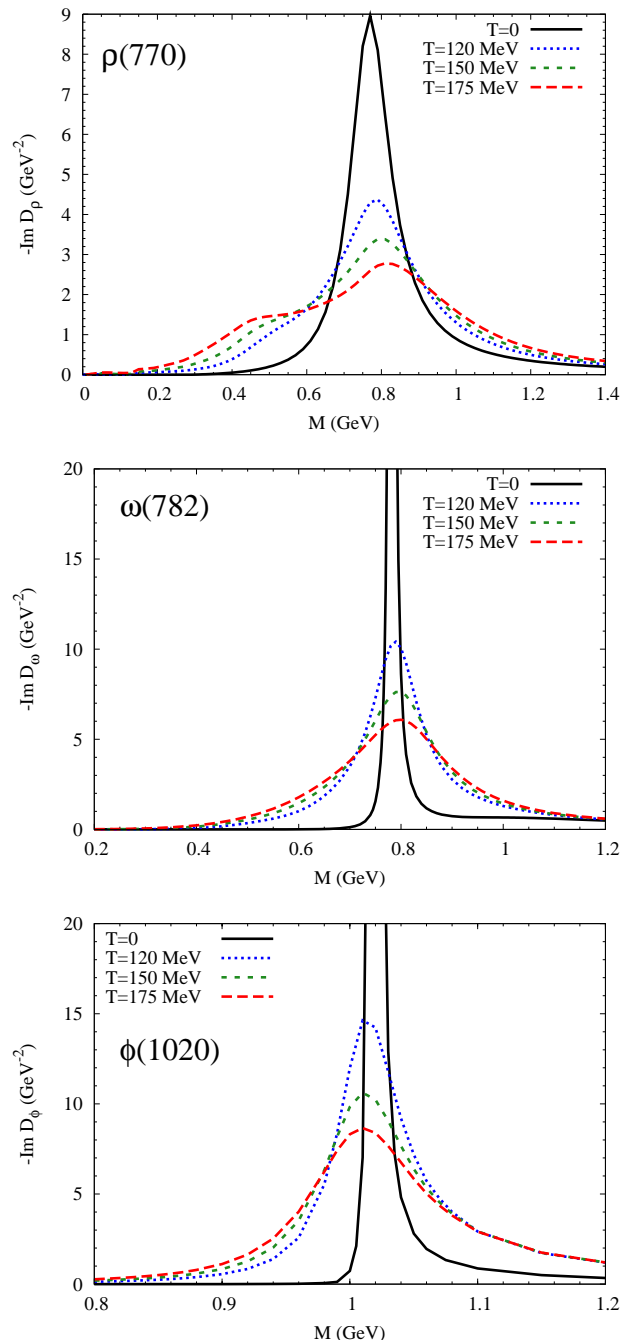 ρ(770)
T=0
T=120 MeV
T=150 MeV
T=175 MeV
-Im D_ρ (GeV⁻²)
9
8
7
6
5
4
3
2
1
0
0 0.2 0.4 0.6 0.8 1 1.2 1.4
M (GeV)
ω(782)
T=0
T=120 MeV
T=150 MeV
T=175 MeV
-Im D_ω (GeV⁻²)
20
15
10
5
0
0.2 0.4 0.6 0.8 1 1.2
M (GeV)
T=0
T=120 MeV
T=150 MeV
T=175 MeV
ϕ(1020)
-Im D_ϕ (GeV⁻²)
20
15
10
5
0
0.8 0.9 1 1.1 1.2
M (GeV)